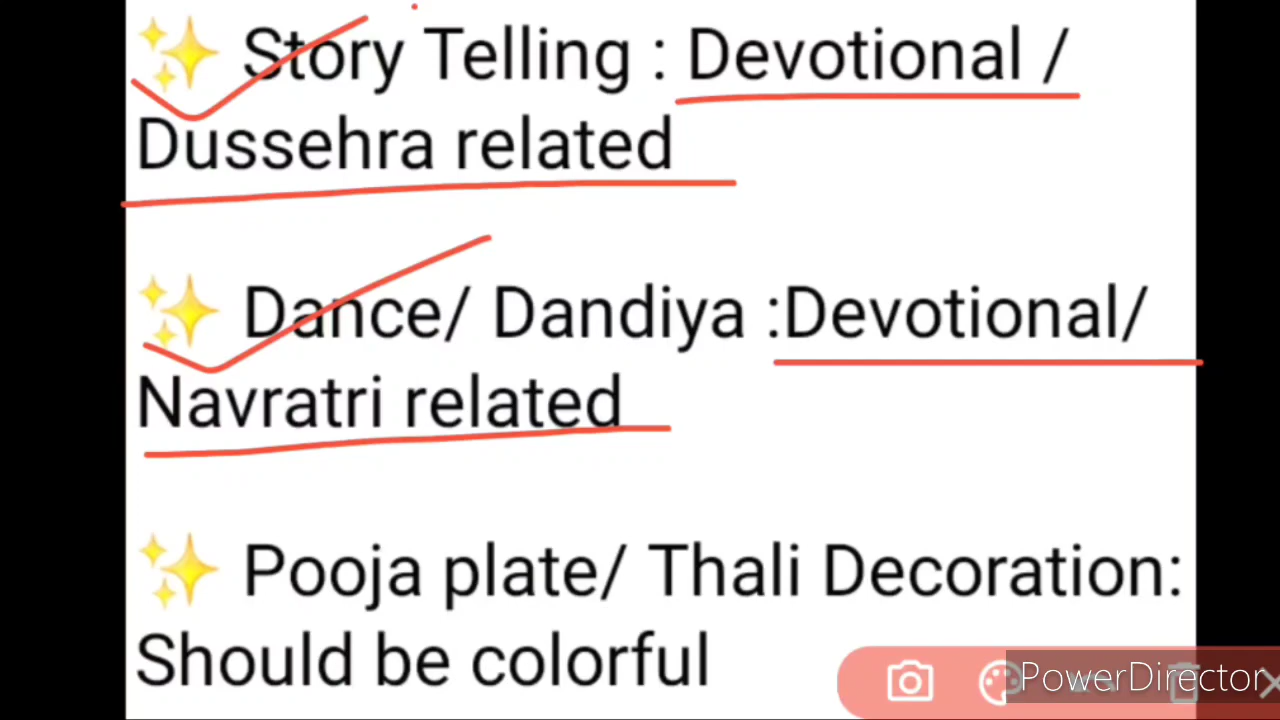 ✨ Story Telling : Devotional /
Dussehra related
✨ Dance/ Dandiya :Devotional/
Navratri related
✨ Pooja plate/ Thali Decoration:
Should be colorful
PowerDirector